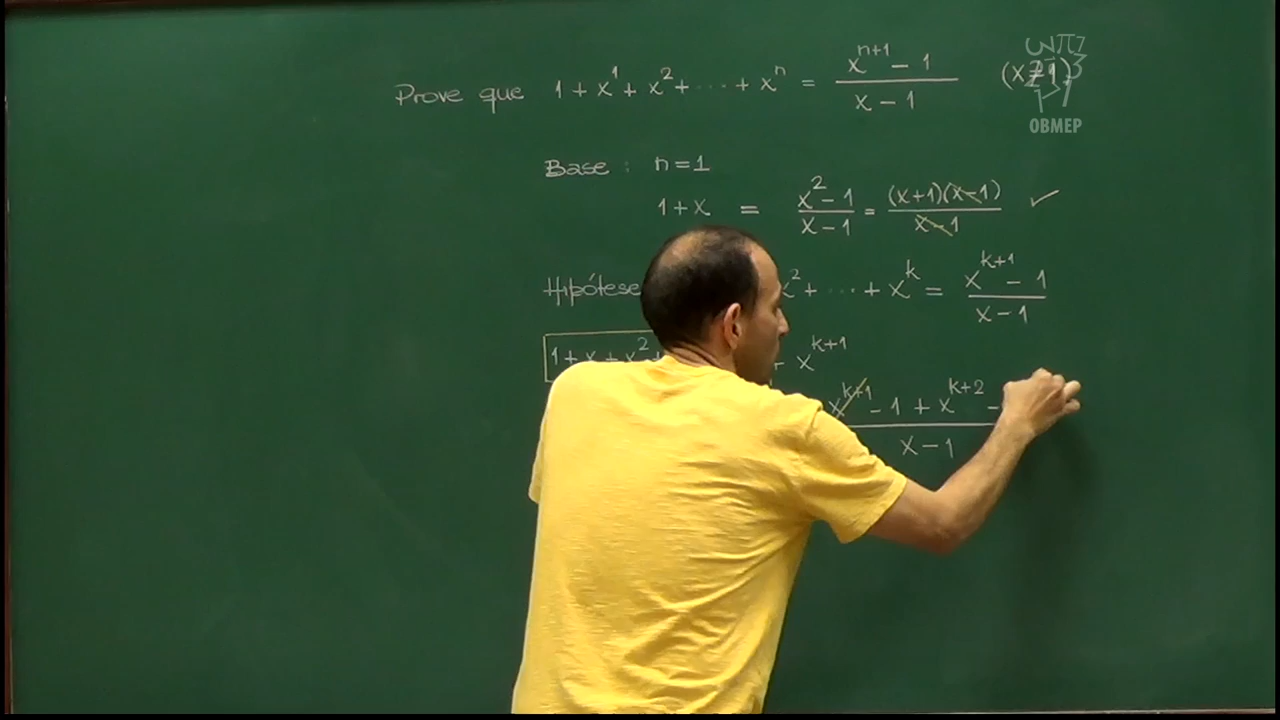 Prove que 1 + x¹ + x² + ⋯ + xⁿ = (xⁿ⁺¹ − 1)/(x − 1) (x≠1)
OBMEP
Base : n = 1
1 + x = (x² − 1)/(x − 1) = (x+1)(x−1)/(x−1) ✓
Hipótese x² + ⋯ + xᵏ = (xᵏ⁺¹ − 1)/(x − 1)
1 + x + x² + xᵏ⁺¹
xᵏ⁺¹ − 1 + xᵏ⁺² −
x − 1